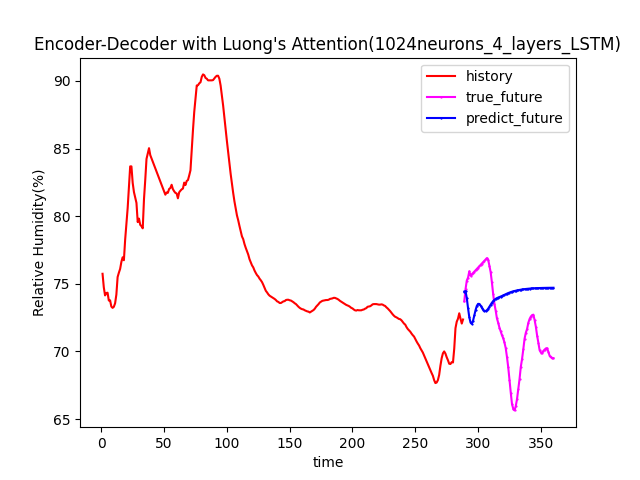 Encoder-Decoder with Luong's Attention(1024neurons_4_layers_LSTM)
history
true_future
predict_future
Relative Humidity(%)
90
85
80
75
70
65
0 50 100 150 200 250 300 350
time